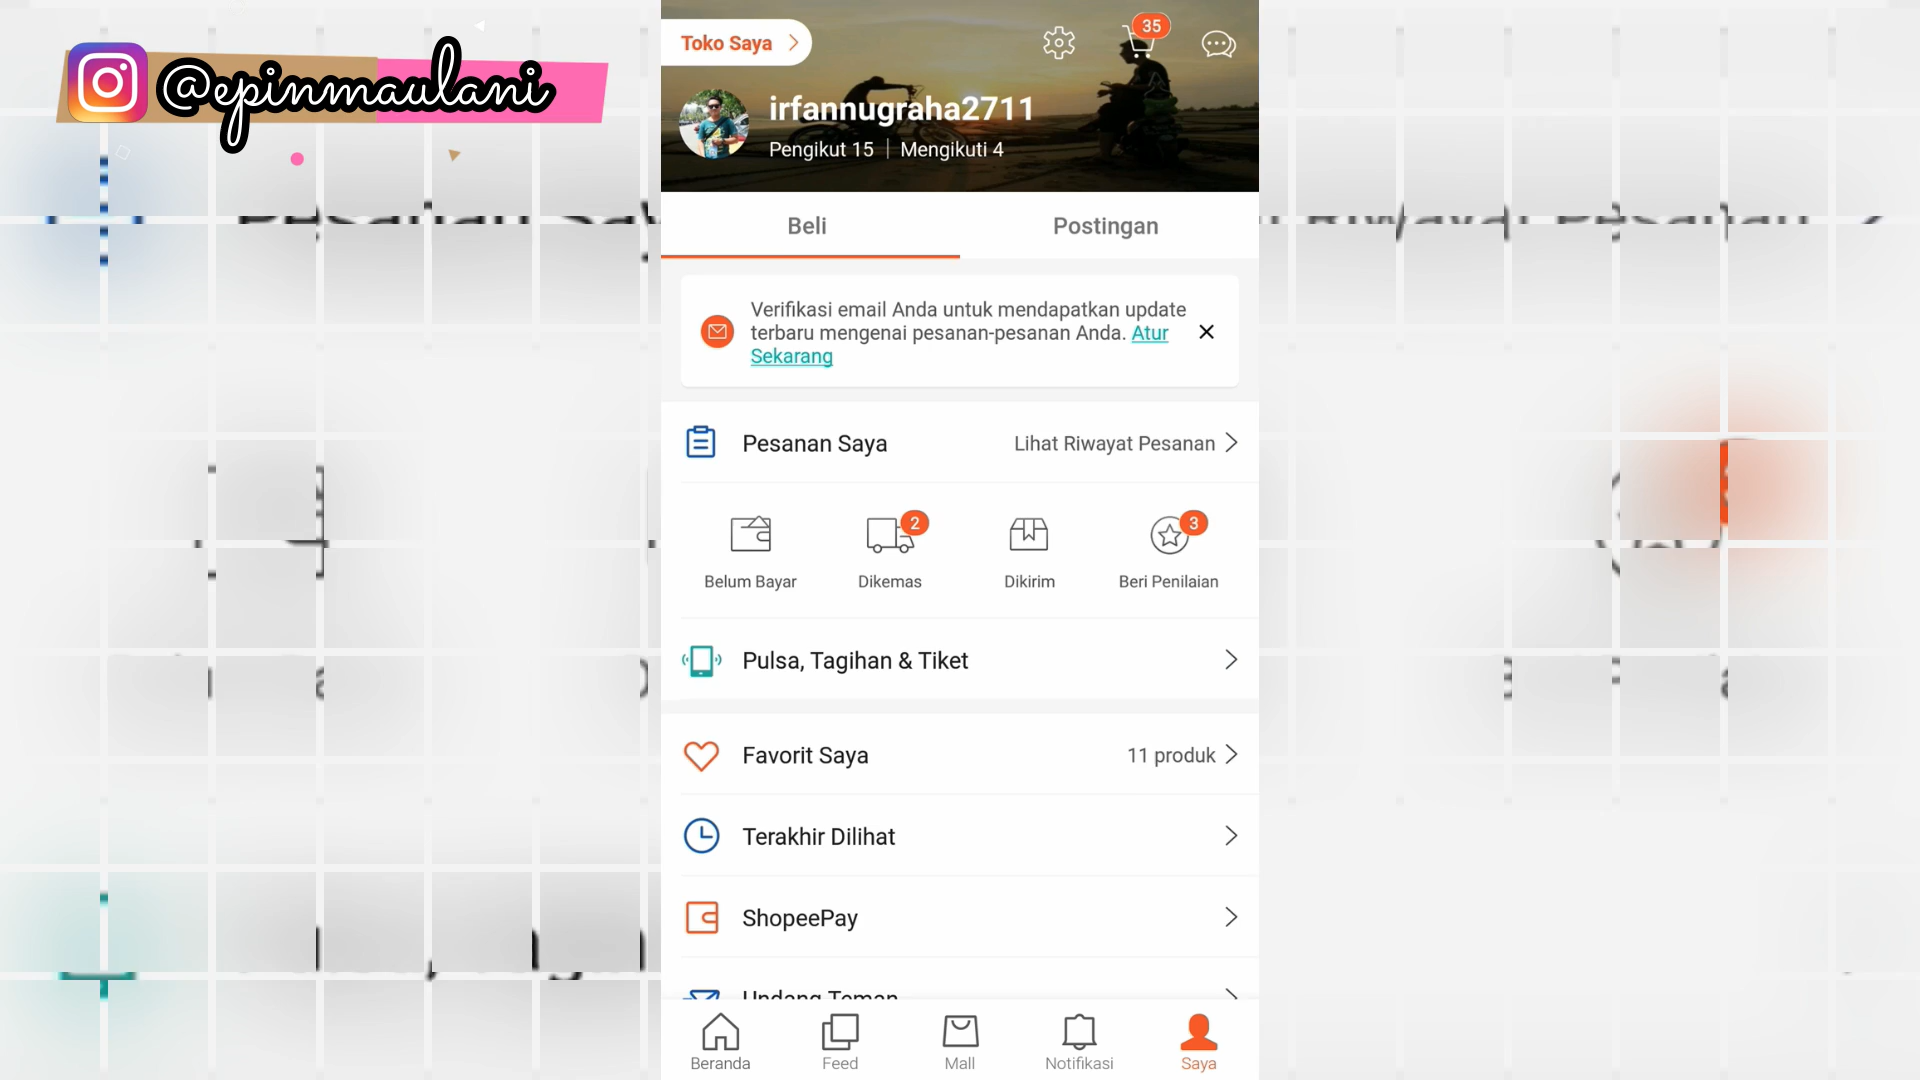 @epinmaulani
Toko Saya
35
irfannugraha2711
Pengikut 15 | Mengikuti 4
Beli
Postingan
Verifikasi email Anda untuk mendapatkan update
terbaru mengenai pesanan-pesanan Anda. Atur
Sekarang
Pesanan Saya
Lihat Riwayat Pesanan
2
3
Belum Bayar
Dikemas
Dikirim
Beri Penilaian
Pulsa, Tagihan & Tiket
Favorit Saya
11 produk
Terakhir Dilihat
ShopeePay
Undang Teman
Beranda
Feed
Mall
Notifikasi
Saya